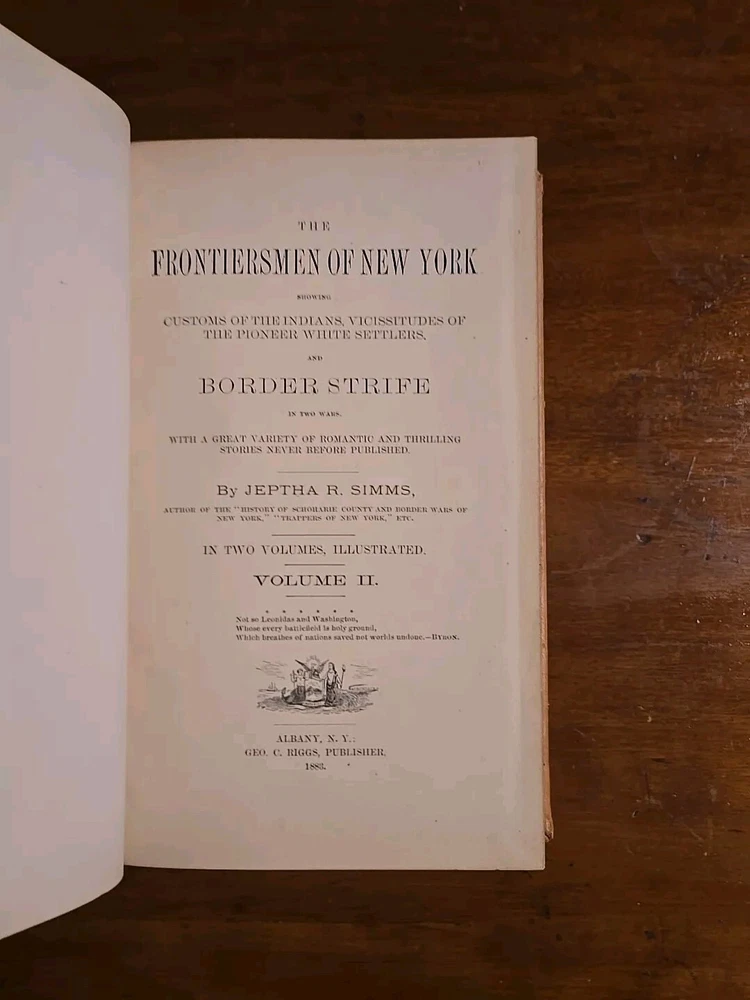 THE
FRONTIERSMEN OF NEW YORK
SHOWING
CUSTOMS OF THE INDIANS, VICISSITUDES OF
THE PIONEER WHITE SETTLERS,
AND
BORDER STRIFE
IN TWO WARS.
WITH A GREAT VARIETY OF ROMANTIC AND THRILLING
STORIES NEVER BEFORE PUBLISHED.
By JEPTHA R. SIMMS,
AUTHOR OF THE "HISTORY OF SCHOHARIE COUNTY AND BORDER WARS OF
NEW YORK," "TRAPPERS OF NEW YORK," ETC.
IN TWO VOLUMES, ILLUSTRATED.
VOLUME II.
* * * * * *
Not so Leonidas and Washington,
Whose every battlefield is holy ground,
Which breathes of nations saved not worlds undone.—BYRON.
ALBANY, N. Y.:
GEO. C. RIGGS, PUBLISHER.
1883.